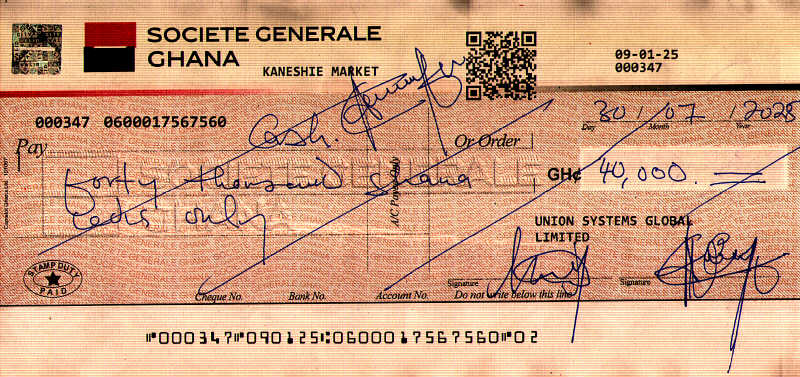 SOCIETE GENERALE
GHANA
KANESHIE MARKET
09-01-25
000347
000347 0600017567560
30 / 07 / 2025
Day Month Year
Cash.
Pay
Or Order
forty thousand ghana
GH¢ 40,000.
cedis only
A/C Payee Only
UNION SYSTEMS GLOBAL
LIMITED
STAMP DUTY
PAID
Signature
Signature
Cheque No. Bank No. Account No. Do not write below this line
⑈000347⑈090125⑆0600017567560⑈02